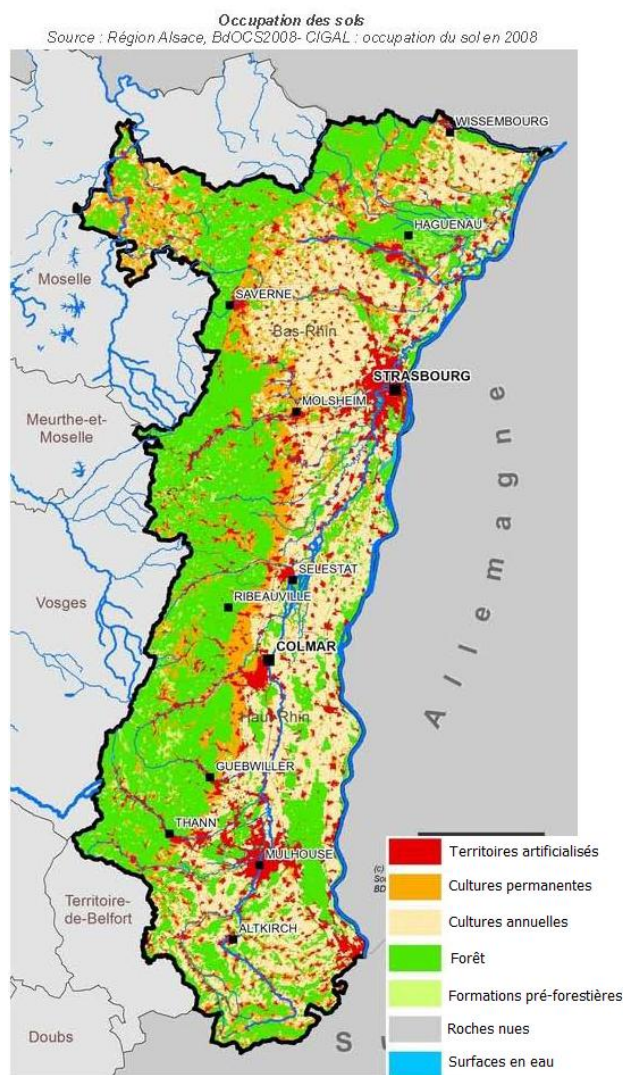 Occupation des sols
Source : Région Alsace, BdOCS2008- CIGAL : occupation du sol en 2008
WISSEMBOURG
HAGUENAU
Moselle
SAVERNE
Bas-Rhin
STRASBOURG
MOLSHEIM
Meurthe-et-
Moselle
Allemagne
SELESTAT
Vosges
RIBEAUVILLE
COLMAR
Haut-Rhin
GUEBWILLER
THANN
MULHOUSE
Territoire-
de-Belfort
ALTKIRCH
Doubs
S
(c)
Sou
BD
Territoires artificialisés
Cultures permanentes
Cultures annuelles
Forêt
Formations pré-forestières
Roches nues
Surfaces en eau